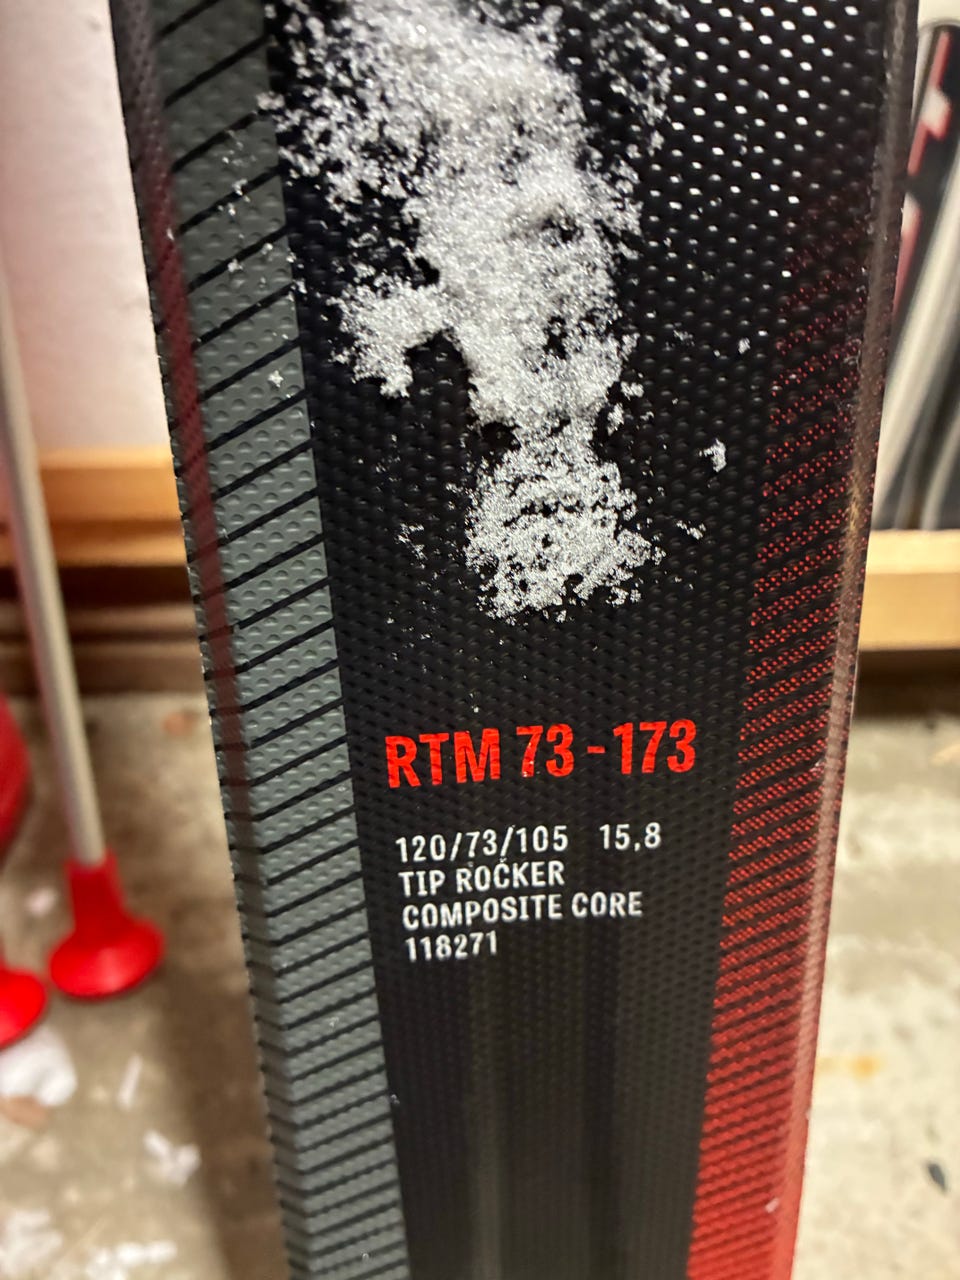 RTM 73 - 173
120/73/105 15,8
TIP ROCKER
COMPOSITE CORE
118271